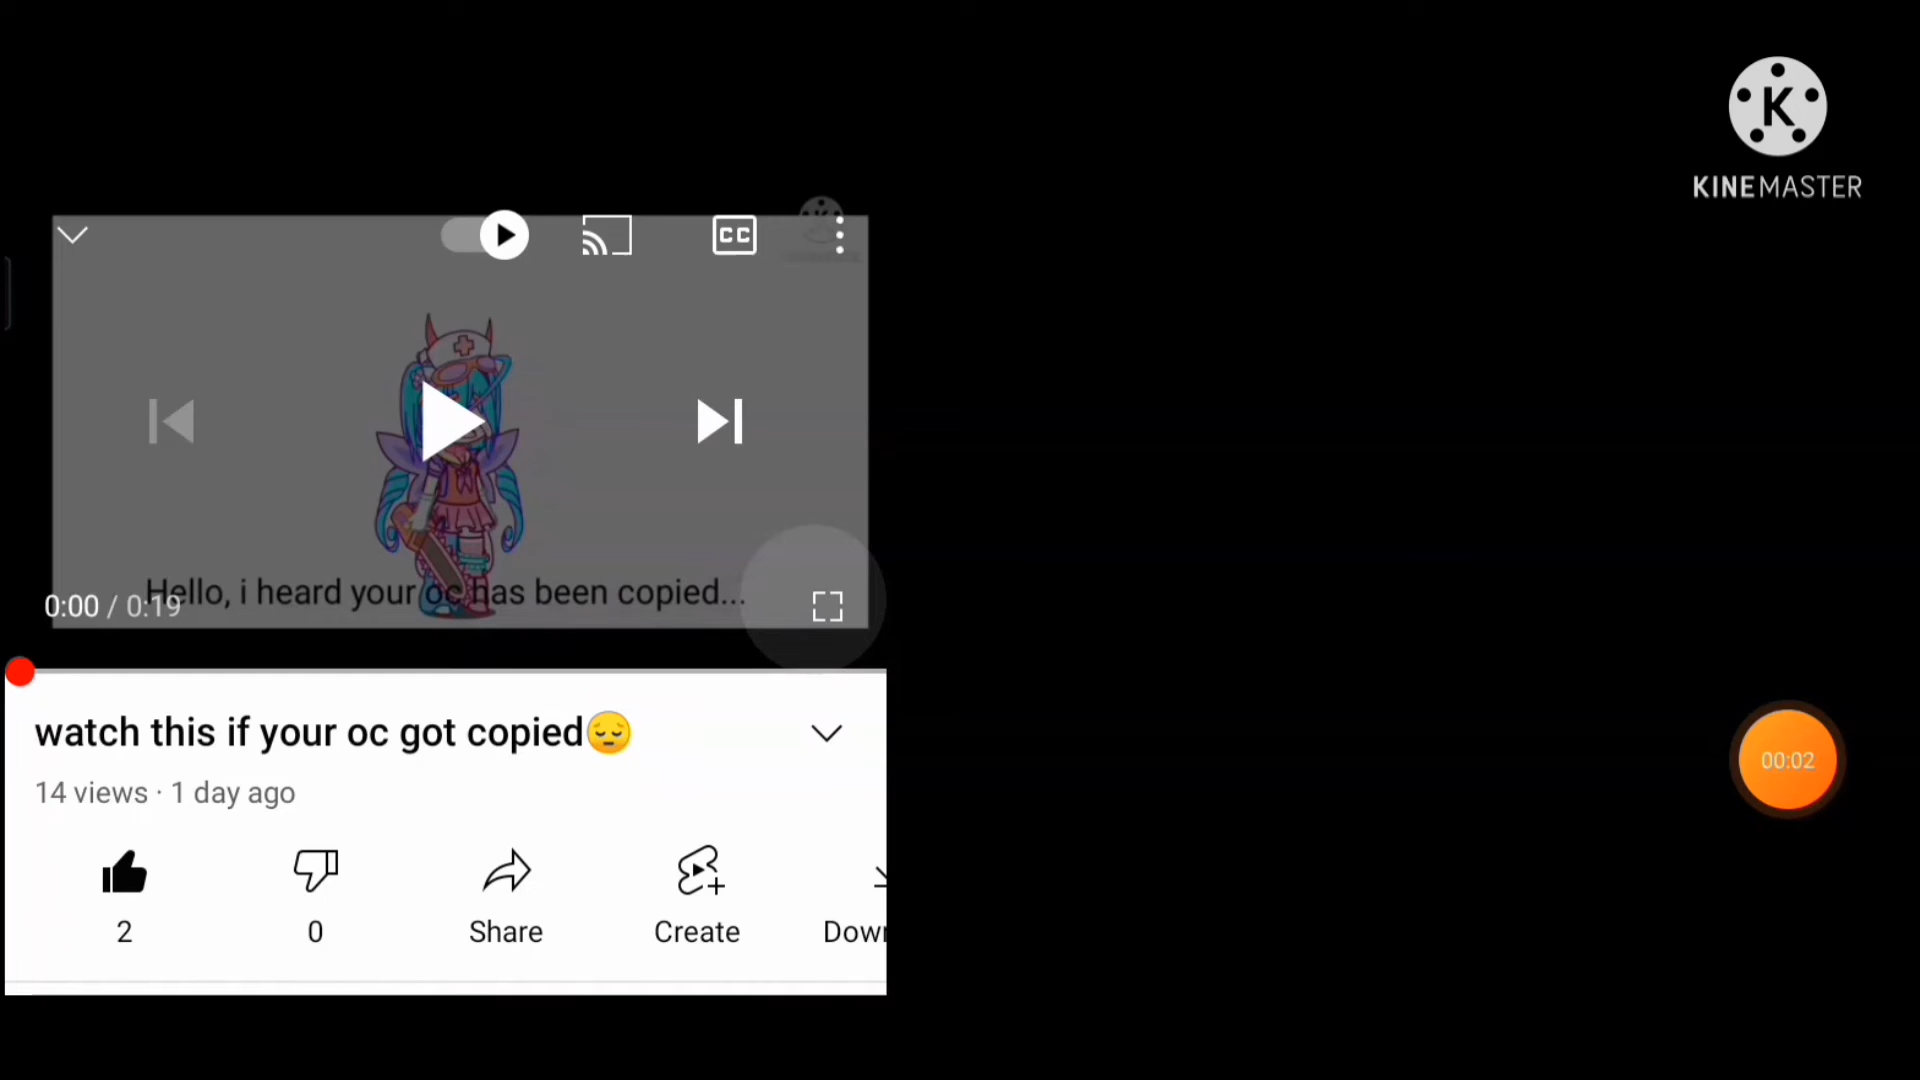 K
KINEMASTER
CC
Hello, i heard your oc has been copied...
0:00 / 0:19
watch this if your oc got copied😔
14 views · 1 day ago
2
0
Share
Create
Down
00:02